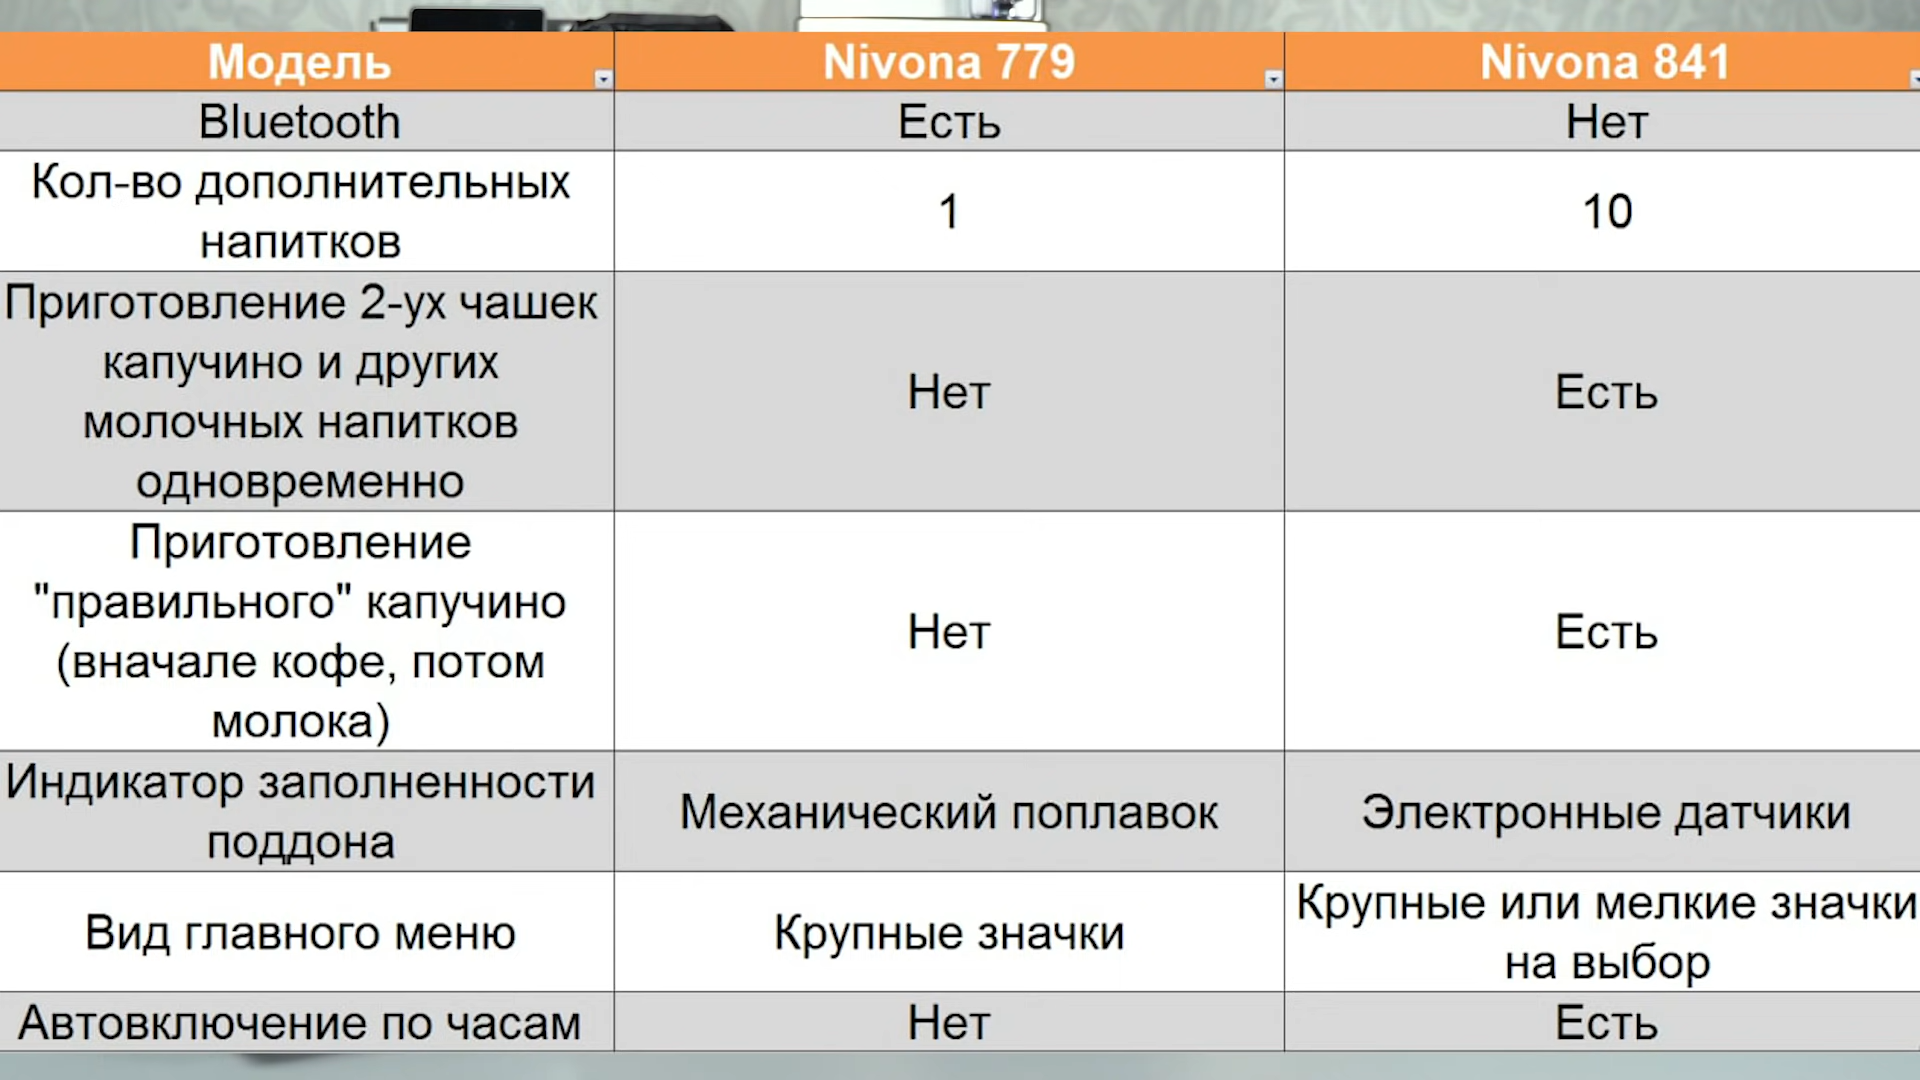 Модель Nivona 779 Nivona 841
Bluetooth Есть Нет
Кол-во дополнительных
напитков
1 10
Приготовление 2-ух чашек
капучино и других
молочных напитков
одновременно
Нет Есть
Приготовление
"правильного" капучино
(вначале кофе, потом
молока)
Нет Есть
Индикатор заполненности
поддона
Механический поплавок Электронные датчики
Вид главного меню Крупные значки
Крупные или мелкие значки
на выбор
Автовключение по часам Нет Есть